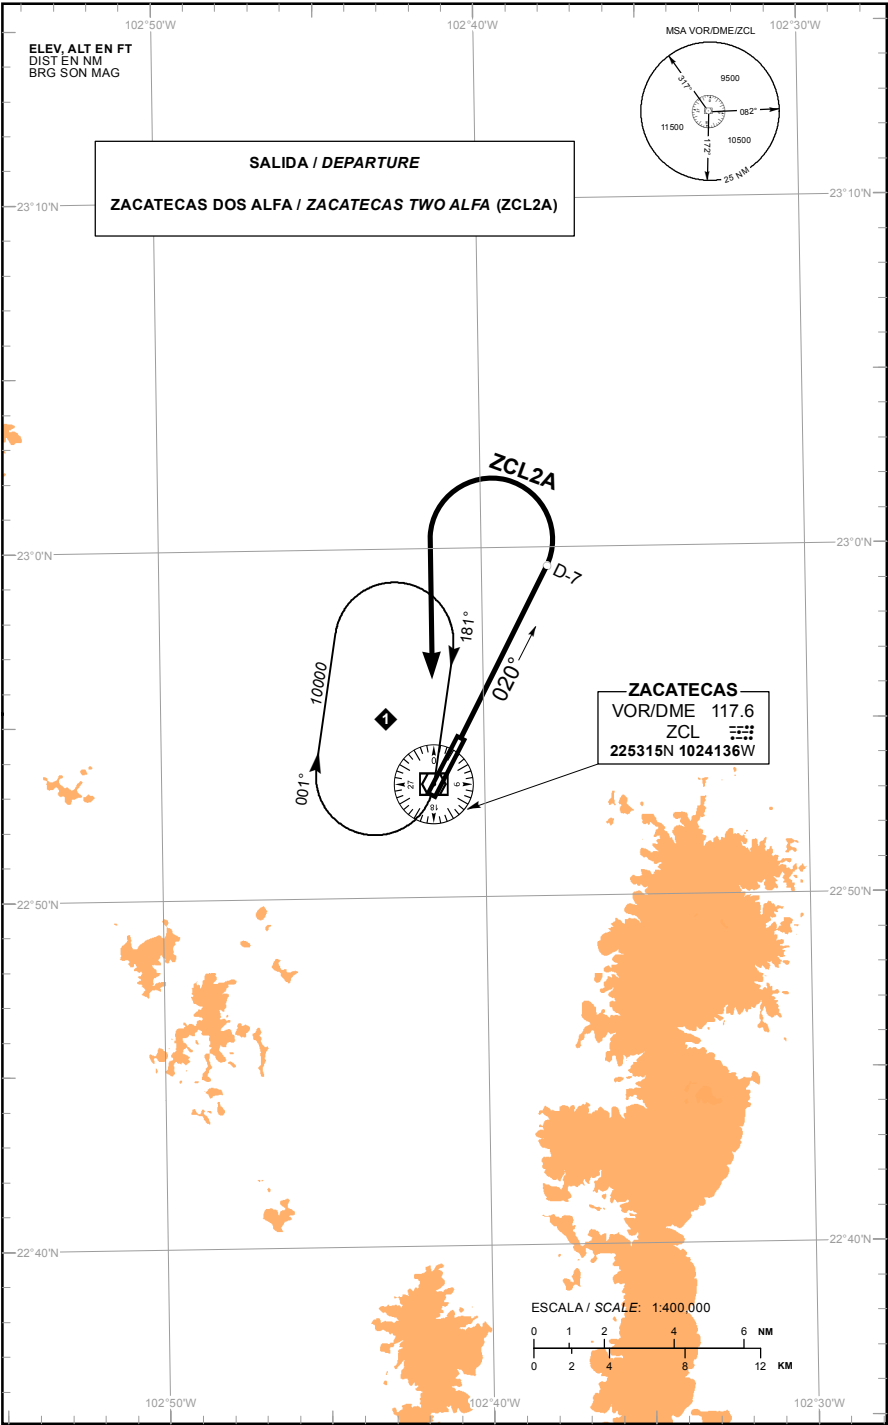 102°50'W
102°40'W
102°30'W
ELEV, ALT EN FT
DIST EN NM
BRG SON MAG
MSA VOR/DME/ZCL
317°
9500
082°
11500
10500
172°
25 NM
SALIDA / DEPARTURE
ZACATECAS DOS ALFA / ZACATECAS TWO ALFA (ZCL2A)
23°10'N
23°10'N
ZCL2A
23°0'N
23°0'N
D-7
181°
020°
10000
1
001°
ZACATECAS
VOR/DME 117.6
ZCL
225315N 1024136W
0
27
9
18
22°50'N
22°50'N
22°40'N
22°40'N
ESCALA / SCALE: 1:400,000
0 1 2 4 6 NM
0 2 4 8 12 KM
102°50'W
102°40'W
102°30'W